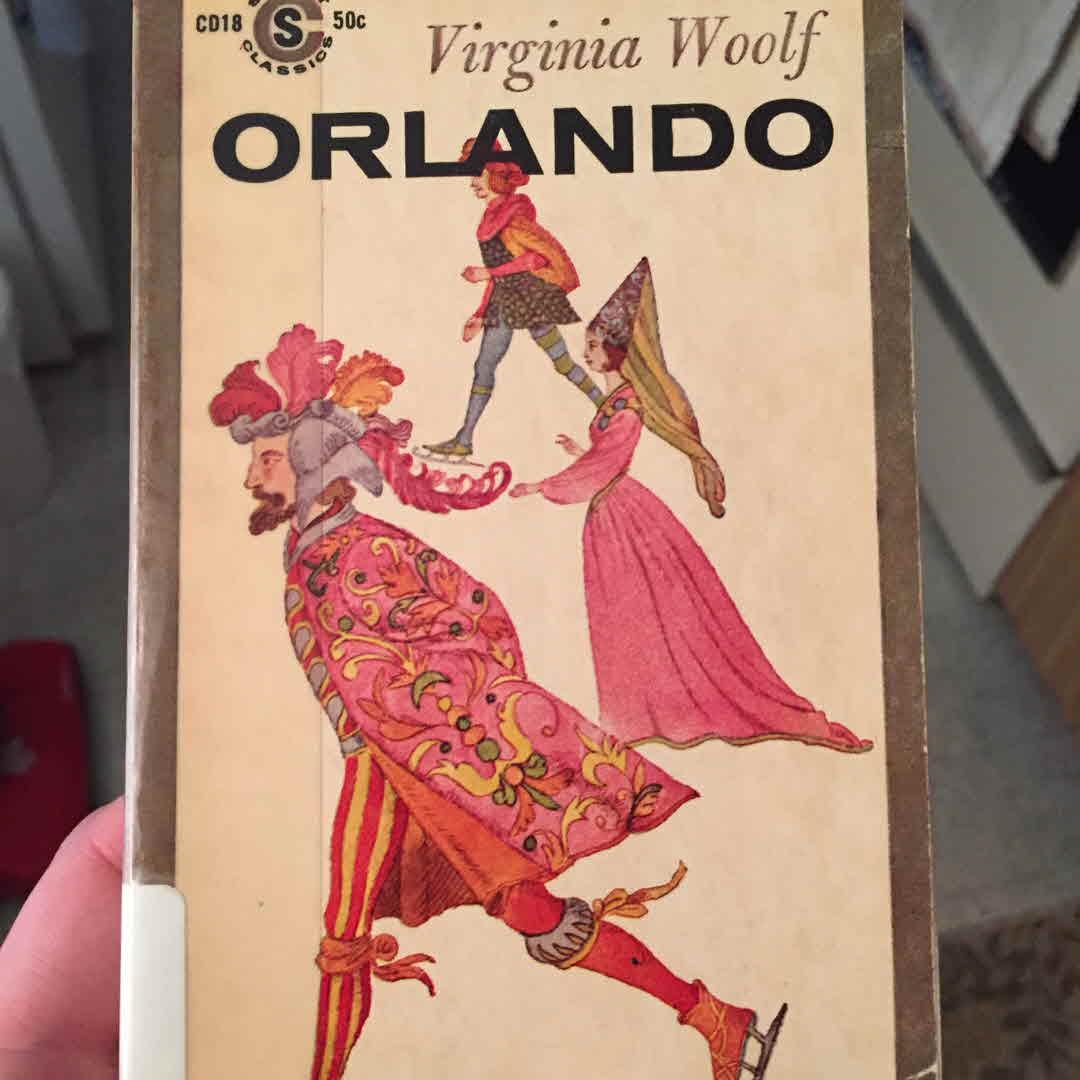 CD18 S 50c
CLASSICS
Virginia Woolf
ORLANDO